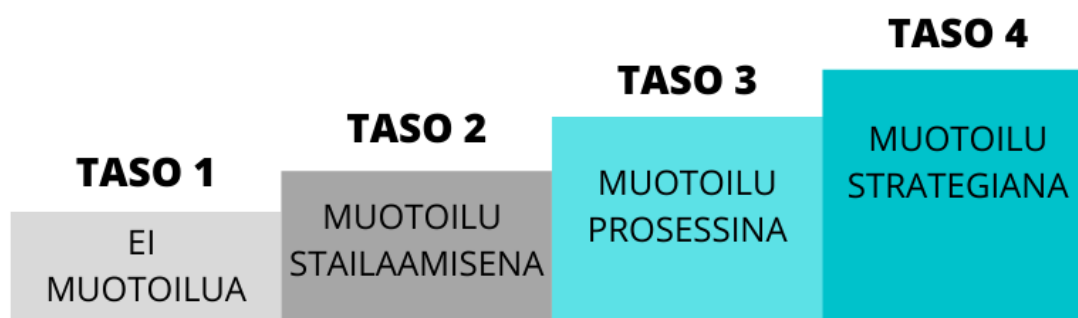 TASO 1
EI
MUOTOILUA
TASO 2
MUOTOILU
STAILAAMISENA
TASO 3
MUOTOILU
PROSESSINA
TASO 4
MUOTOILU
STRATEGIANA